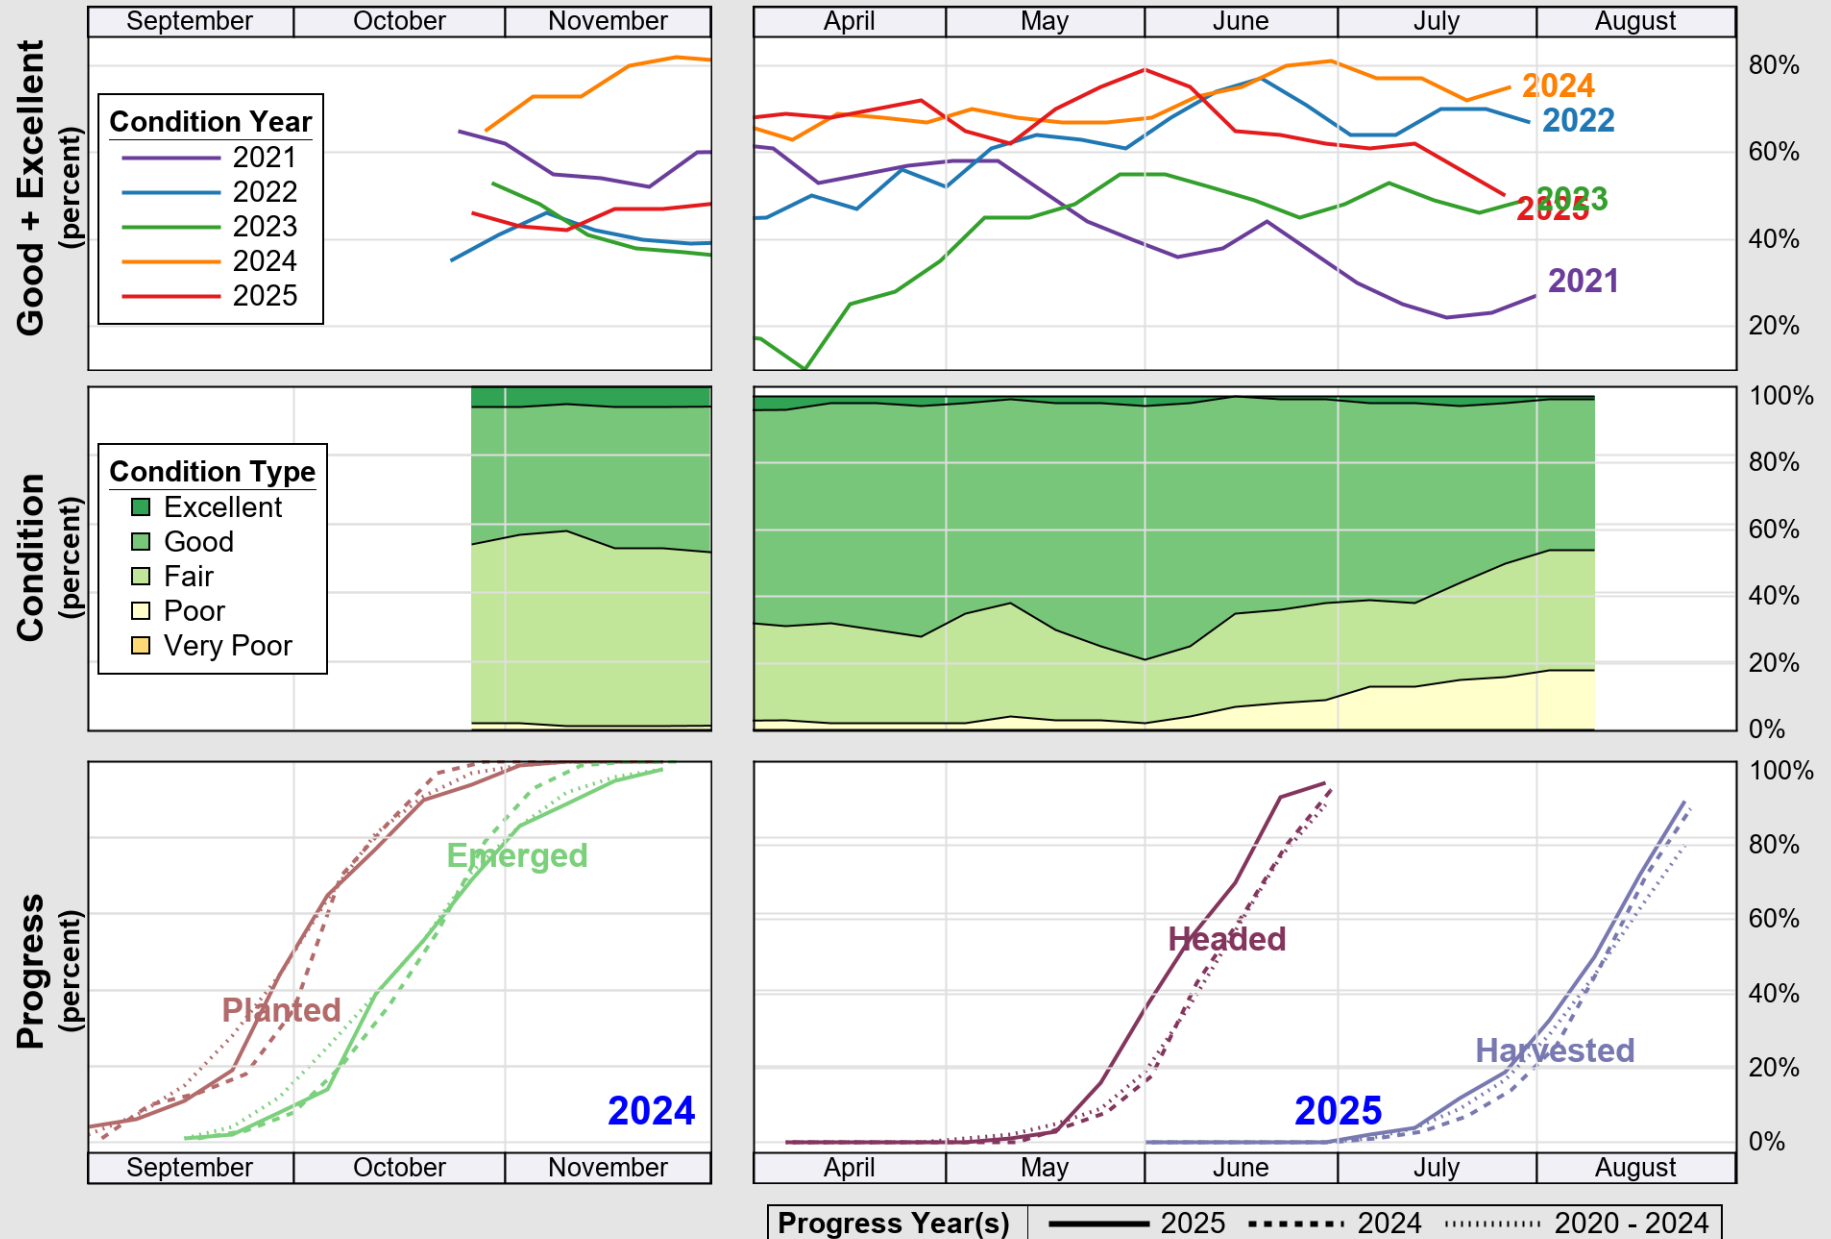 September October November April May June July August
Good + Excellent
(percent)
80%
60%
40%
20%
Condition Year
2021
2022
2023
2024
2025
2024
2022
2023
2025
2021
Condition
(percent)
100%
80%
60%
40%
20%
0%
Condition Type
Excellent
Good
Fair
Poor
Very Poor
Progress
(percent)
100%
80%
60%
40%
20%
0%
Emerged
Planted
Headed
Harvested
2024
2025
September October November April May June July August
Progress Year(s) 2025 2024 2020 - 2024